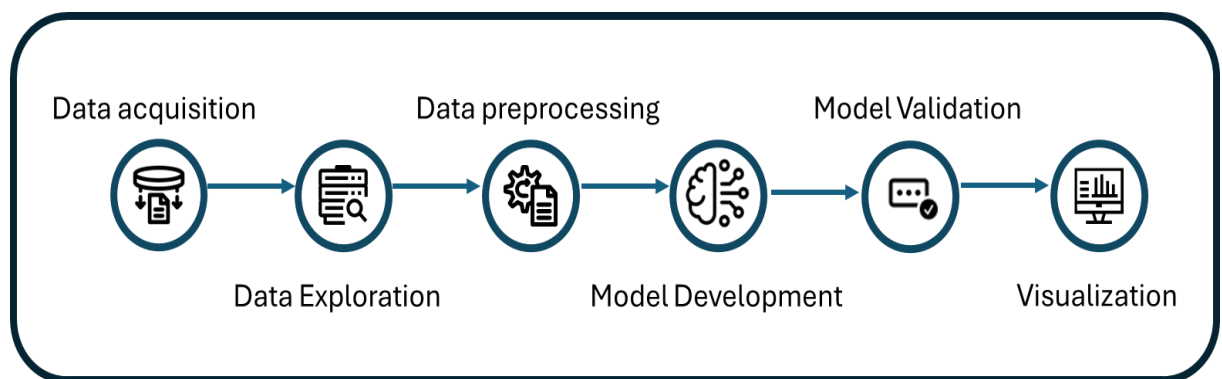 Data acquisition
Data preprocessing
Model Validation
Data Exploration
Model Development
Visualization